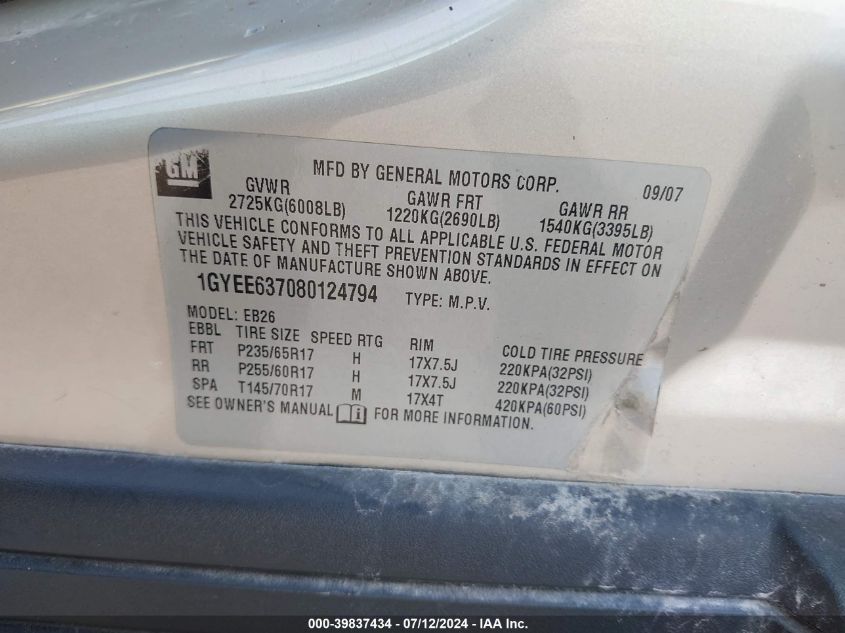 GM
MFD BY GENERAL MOTORS CORP. 09/07
GVWR GAWR FRT GAWR RR
2725KG(6008LB) 1220KG(2690LB) 1540KG(3395LB)
THIS VEHICLE CONFORMS TO ALL APPLICABLE U.S. FEDERAL MOTOR
VEHICLE SAFETY AND THEFT PREVENTION STANDARDS IN EFFECT ON
THE DATE OF MANUFACTURE SHOWN ABOVE.
1GYEE637080124794 TYPE: M.P.V.
MODEL: EB26
EBBL TIRE SIZE SPEED RTG RIM COLD TIRE PRESSURE
FRT P235/65R17 H 17X7.5J 220KPA(32PSI)
RR P255/60R17 H 17X7.5J 220KPA(32PSI)
SPA T145/70R17 M 17X4T 420KPA(60PSI)
SEE OWNER'S MANUAL i FOR MORE INFORMATION.
000-39837434 - 07/12/2024 - IAA Inc.